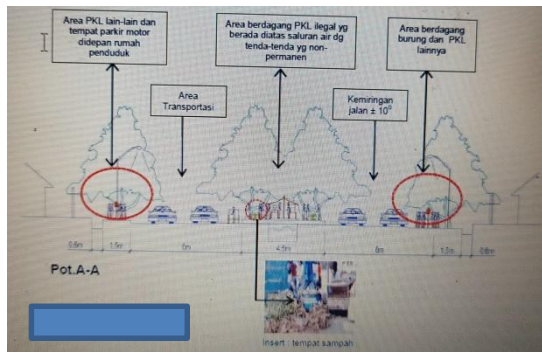 Area PKL lain-lain dan
tempat parkir motor
didepan rumah
penduduk
Area berdagang PKL ilegal yg
berada diatas saluran air dg
tenda-tenda yg non-
permanen
Area berdagang
burung dan PKL
lainnya
Area
Transportasi
Kemiringan
jalan ± 10°
0.6m
1.5m
6m
4.5m
6m
1.5m
0.6m
Pot.A-A
Insert : tempat sampah